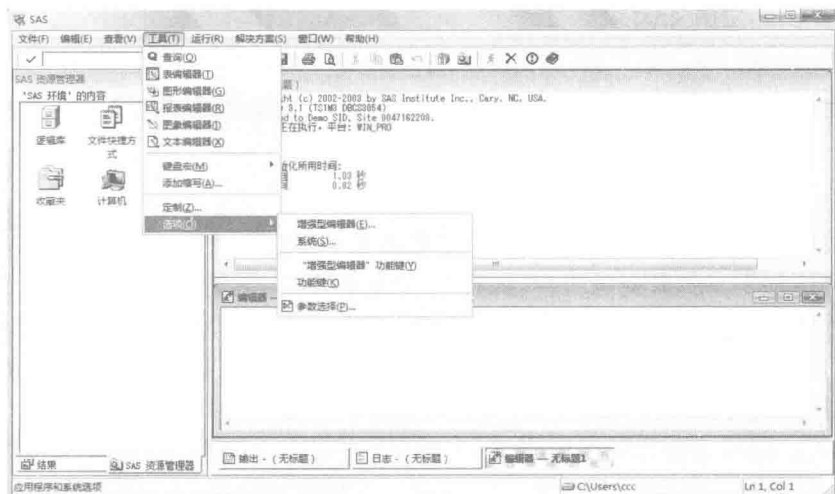 SAS
文件(F) 编辑(E) 查看(V) 工具(T) 运行(R) 解决方案(S) 窗口(W) 帮助(H)
SAS 资源管理器
'SAS 环境' 的内容
逻辑库
文件快捷方式
收藏夹
计算机
查询(Q)
表编辑器(T)
图形编辑器(G)
报表编辑器(R)
图象编辑器(I)
文本编辑器(X)
键盘宏(M)
添加缩写(A)...
定制(Z)...
选项(O)
增强型编辑器(E)...
系统(S)...
"增强型编辑器" 功能键(Y)
功能键(K)
参数选择(P)...
题)
ht (c) 2002-2003 by SAS Institute Inc., Cary, NC, USA.
9.1 (TS1M3 DBCS3054)
d to Demo_SID, Site 0047162200.
正在执行，平台: WIN_PRO
化所用时间:
1.03 秒
0.82 秒
编辑器 —
结果
SAS 资源管理器
输出 - (无标题)
日志 - (无标题)
编辑器 — 无标题1
应用程序和系统选项
C:\Users\ccc
Ln 1, Col 1